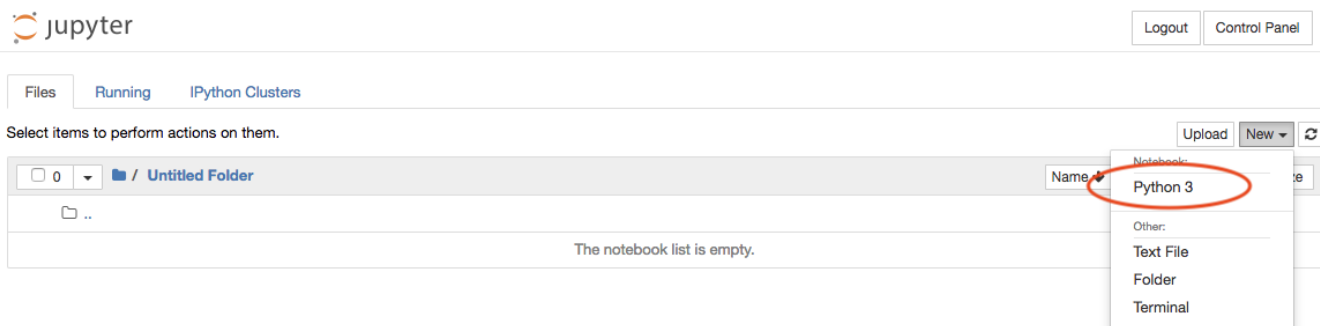 jupyter
Logout Control Panel
Files Running IPython Clusters
Select items to perform actions on them.
Upload New
0 / Untitled Folder Name
Notebook:
Python 3
..
Other:
The notebook list is empty.
Text File
Folder
Terminal